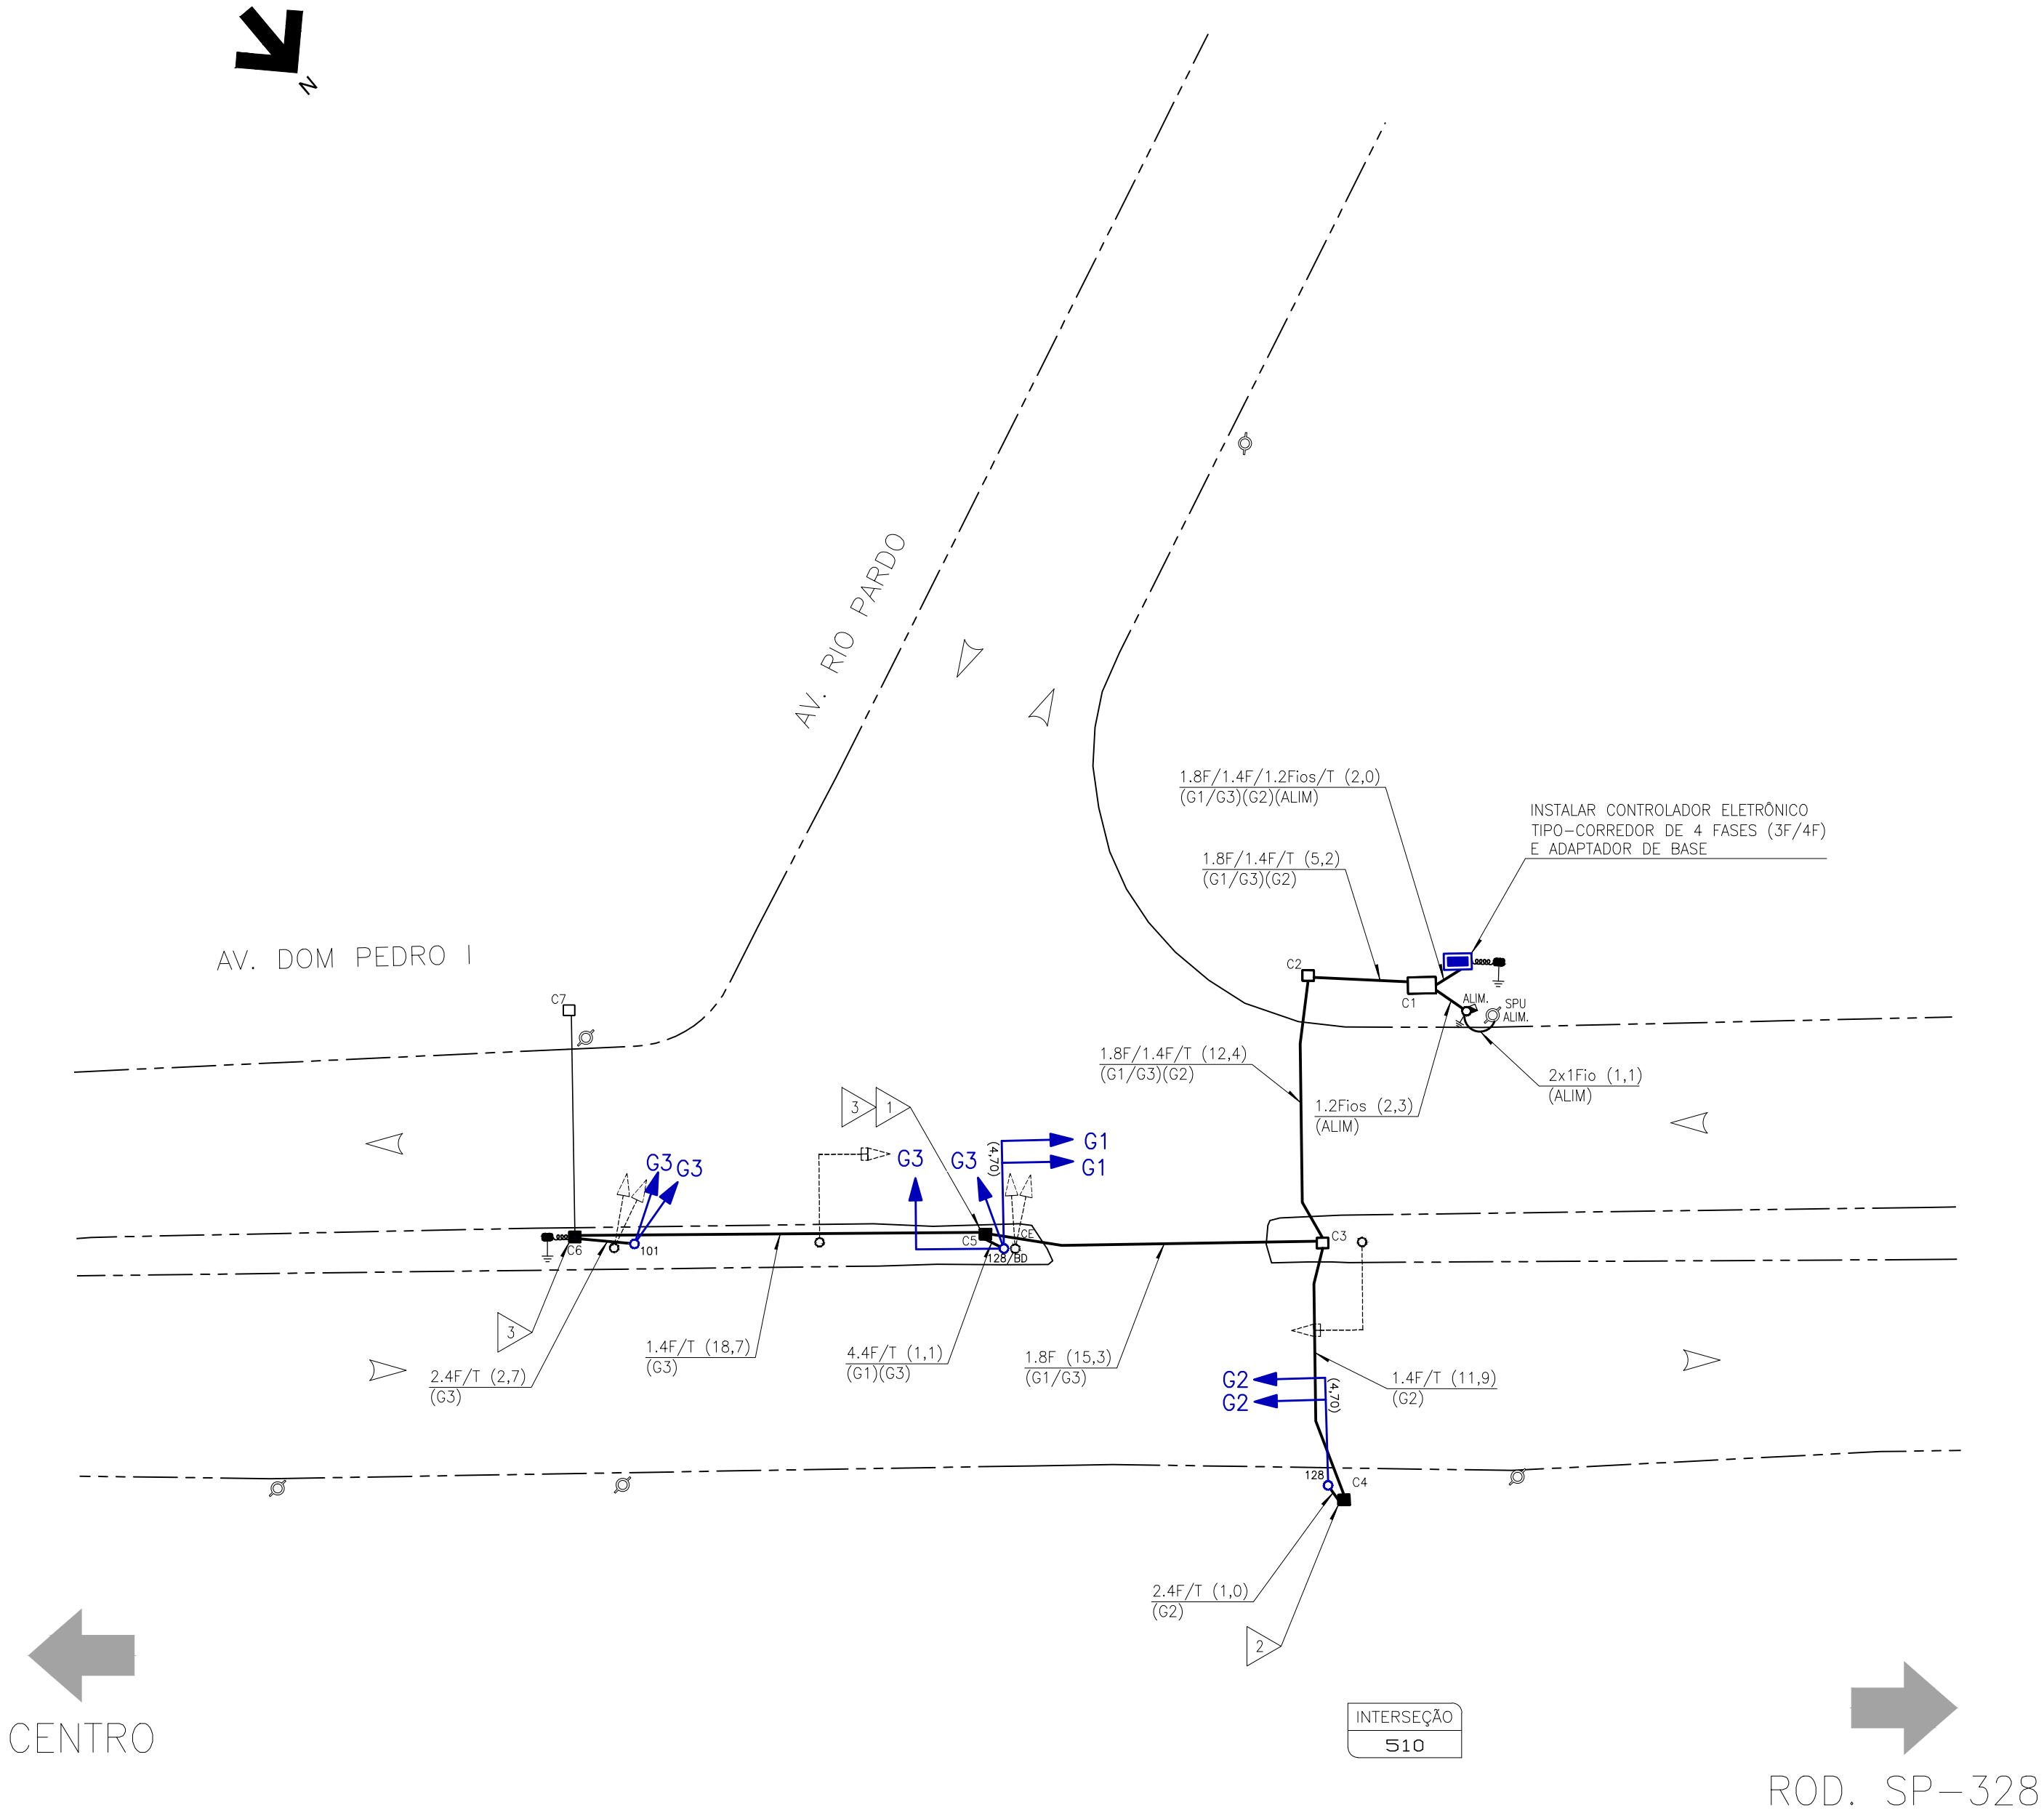 N
AV. RIO PARDO
1.8F/1.4F/1.2Fios/T (2,0)
(G1/G3)(G2)(ALIM)
INSTALAR CONTROLADOR ELETRÔNICO
TIPO-CORREDOR DE 4 FASES (3F/4F)
E ADAPTADOR DE BASE
1.8F/1.4F/T (5,2)
(G1/G3)(G2)
AV. DOM PEDRO I
C2
C7
C1
ALIM.
SPU
ALIM.
1.8F/1.4F/T (12,4)
(G1/G3)(G2)
2x1Fio (1,1)
(ALIM)
1.2Fios (2,3)
(ALIM)
3
1
G3
G3
G3
G3
(4,70)
G1
G1
C6
101
C5
CE
128/BD
C3
3
1.4F/T (18,7)
(G3)
4.4F/T (1,1)
(G1)(G3)
1.8F (15,3)
(G1/G3)
2.4F/T (2,7)
(G3)
G2
G2
(4,70)
1.4F/T (11,9)
(G2)
128
C4
2.4F/T (1,0)
(G2)
2
CENTRO
INTERSEÇÃO
510
ROD. SP-328